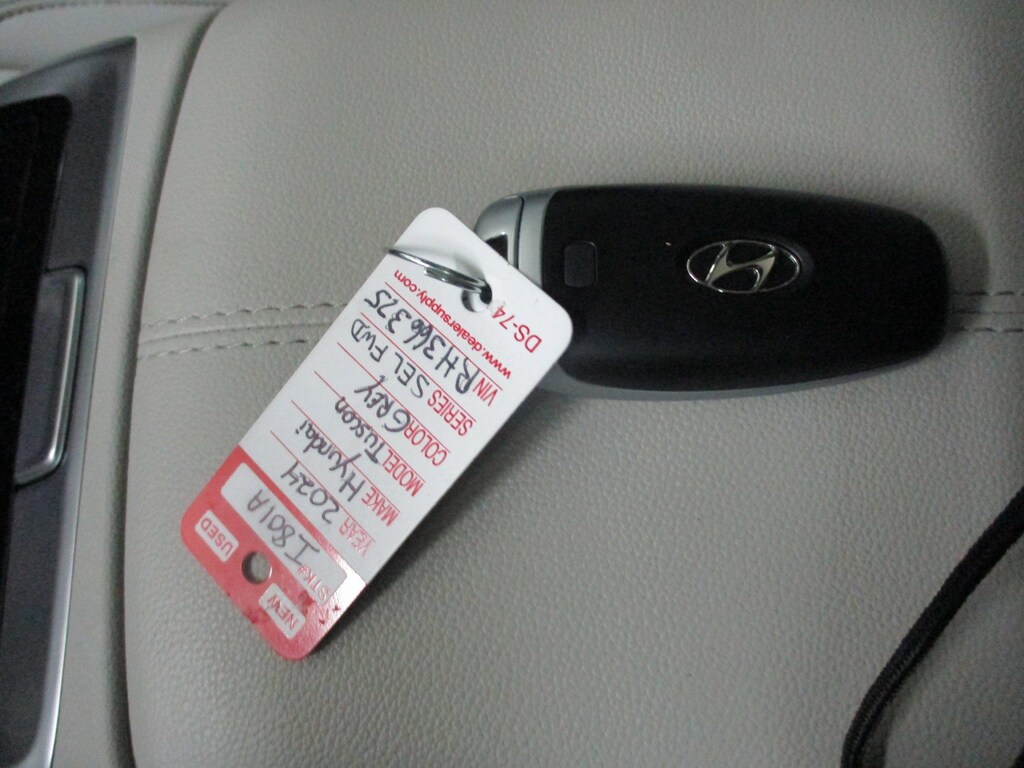 NEW USED
STK# I801A
YEAR 2024
MAKE Hyundai
MODEL Tuscon
COLOR GREY
SERIES SEL FWD
VIN RH366375
www.dealersupply.com
DS-74